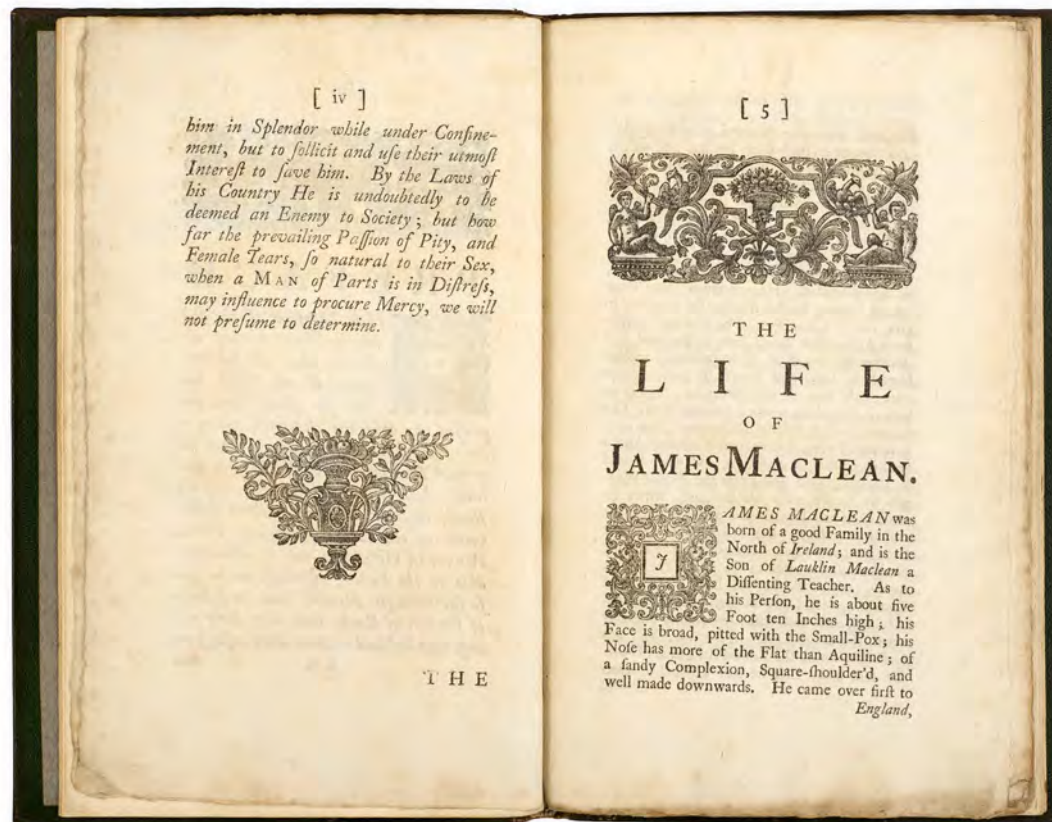 [ iv ]
him in Splendor while under Confine-
ment, but to ſollicit and uſe their utmoſt
Intereſt to ſave him. By the Laws of
his Country He is undoubtedly to be
deemed an Enemy to Society; but how
far the prevailing Paſſion of Pity, and
Female Tears, ſo natural to their Sex,
when a MAN of Parts is in Diſtreſs,
may influence to procure Mercy, we will
not preſume to determine.
THE
[ 5 ]
THE
LIFE
OF
JAMES MACLEAN.
JAMES MACLEAN was
born of a good Family in the
North of Ireland; and is the
Son of Lauklin Maclean a
Diſſenting Teacher. As to
his Perſon, he is about five
Foot ten Inches high; his
Face is broad, pitted with the Small-Pox; his
Noſe has more of the Flat than Aquiline; of
a ſandy Complexion, Square-ſhoulder'd, and
well made downwards. He came over firſt to
England,